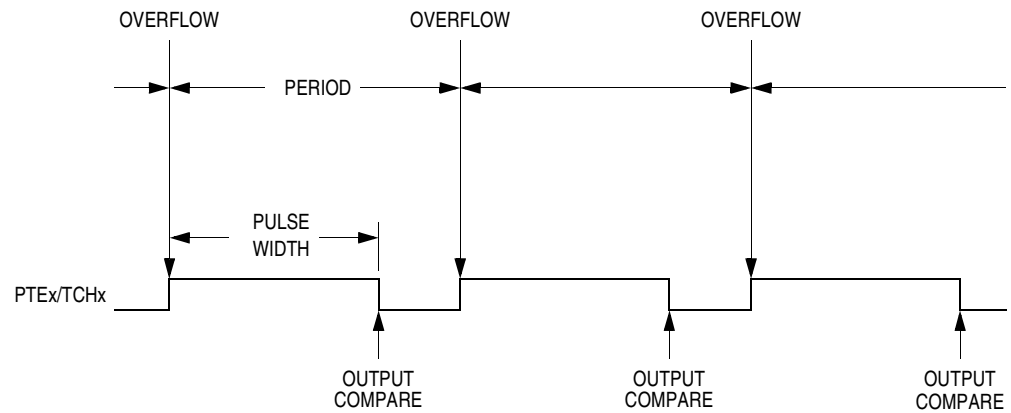 OVERFLOW
OVERFLOW
OVERFLOW
PERIOD
PULSE
WIDTH
PTEx/TCHx
OUTPUT
COMPARE
OUTPUT
COMPARE
OUTPUT
COMPARE